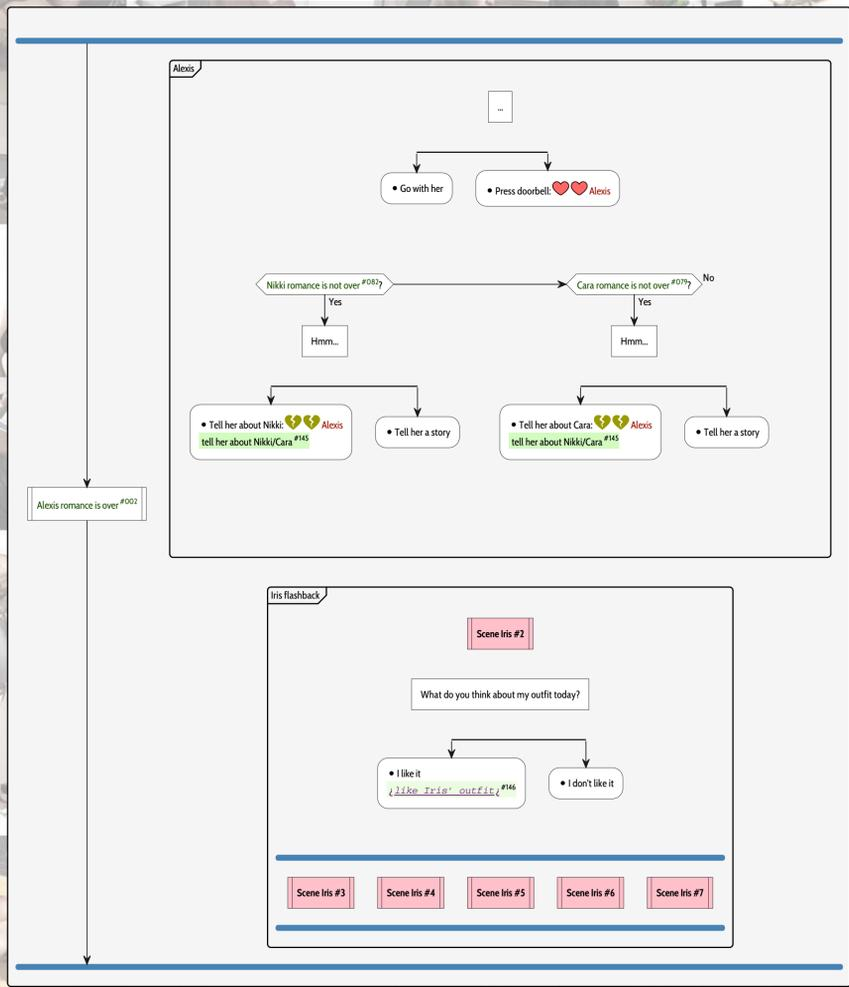 Alexis
...
• Go with her
• Press doorbell: Alexis
Nikki romance is not over #082?
Cara romance is not over #079?
No
Yes
Yes
Hmm...
Hmm...
• Tell her about Nikki: Alexis
tell her about Nikki/Cara #145
• Tell her a story
• Tell her about Cara: Alexis
tell her about Nikki/Cara #145
• Tell her a story
Alexis romance is over #002
Iris flashback
Scene Iris #2
What do you think about my outfit today?
• I like it
¿like Iris' outfit¿ #146
• I don't like it
Scene Iris #3
Scene Iris #4
Scene Iris #5
Scene Iris #6
Scene Iris #7